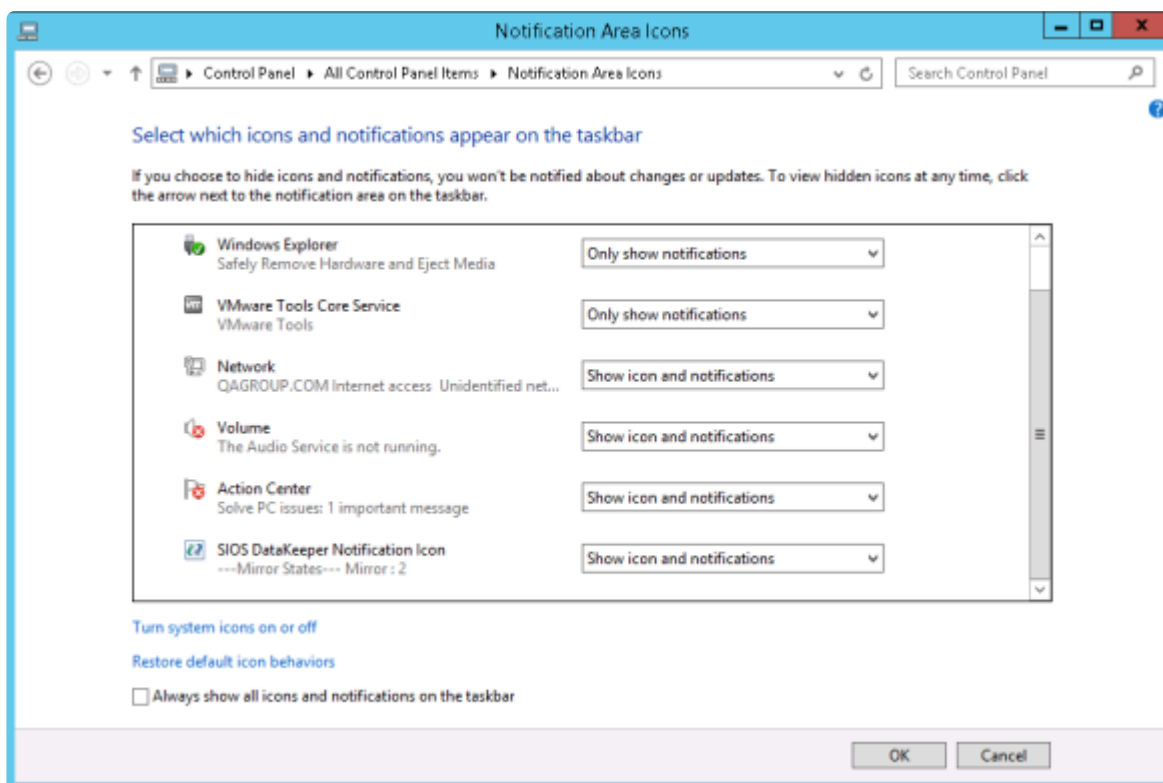 Notification Area Icons
Control Panel ▸ All Control Panel Items ▸ Notification Area Icons
Search Control Panel
Select which icons and notifications appear on the taskbar
If you choose to hide icons and notifications, you won't be notified about changes or updates. To view hidden icons at any time, click
the arrow next to the notification area on the taskbar.
Windows Explorer
Safely Remove Hardware and Eject Media
Only show notifications
VMware Tools Core Service
VMware Tools
Only show notifications
Network
QAGROUP.COM Internet access Unidentified net...
Show icon and notifications
Volume
The Audio Service is not running.
Show icon and notifications
Action Center
Solve PC issues: 1 important message
Show icon and notifications
SIOS DataKeeper Notification Icon
---Mirror States--- Mirror : 2
Show icon and notifications
Turn system icons on or off
Restore default icon behaviors
Always show all icons and notifications on the taskbar
OK
Cancel